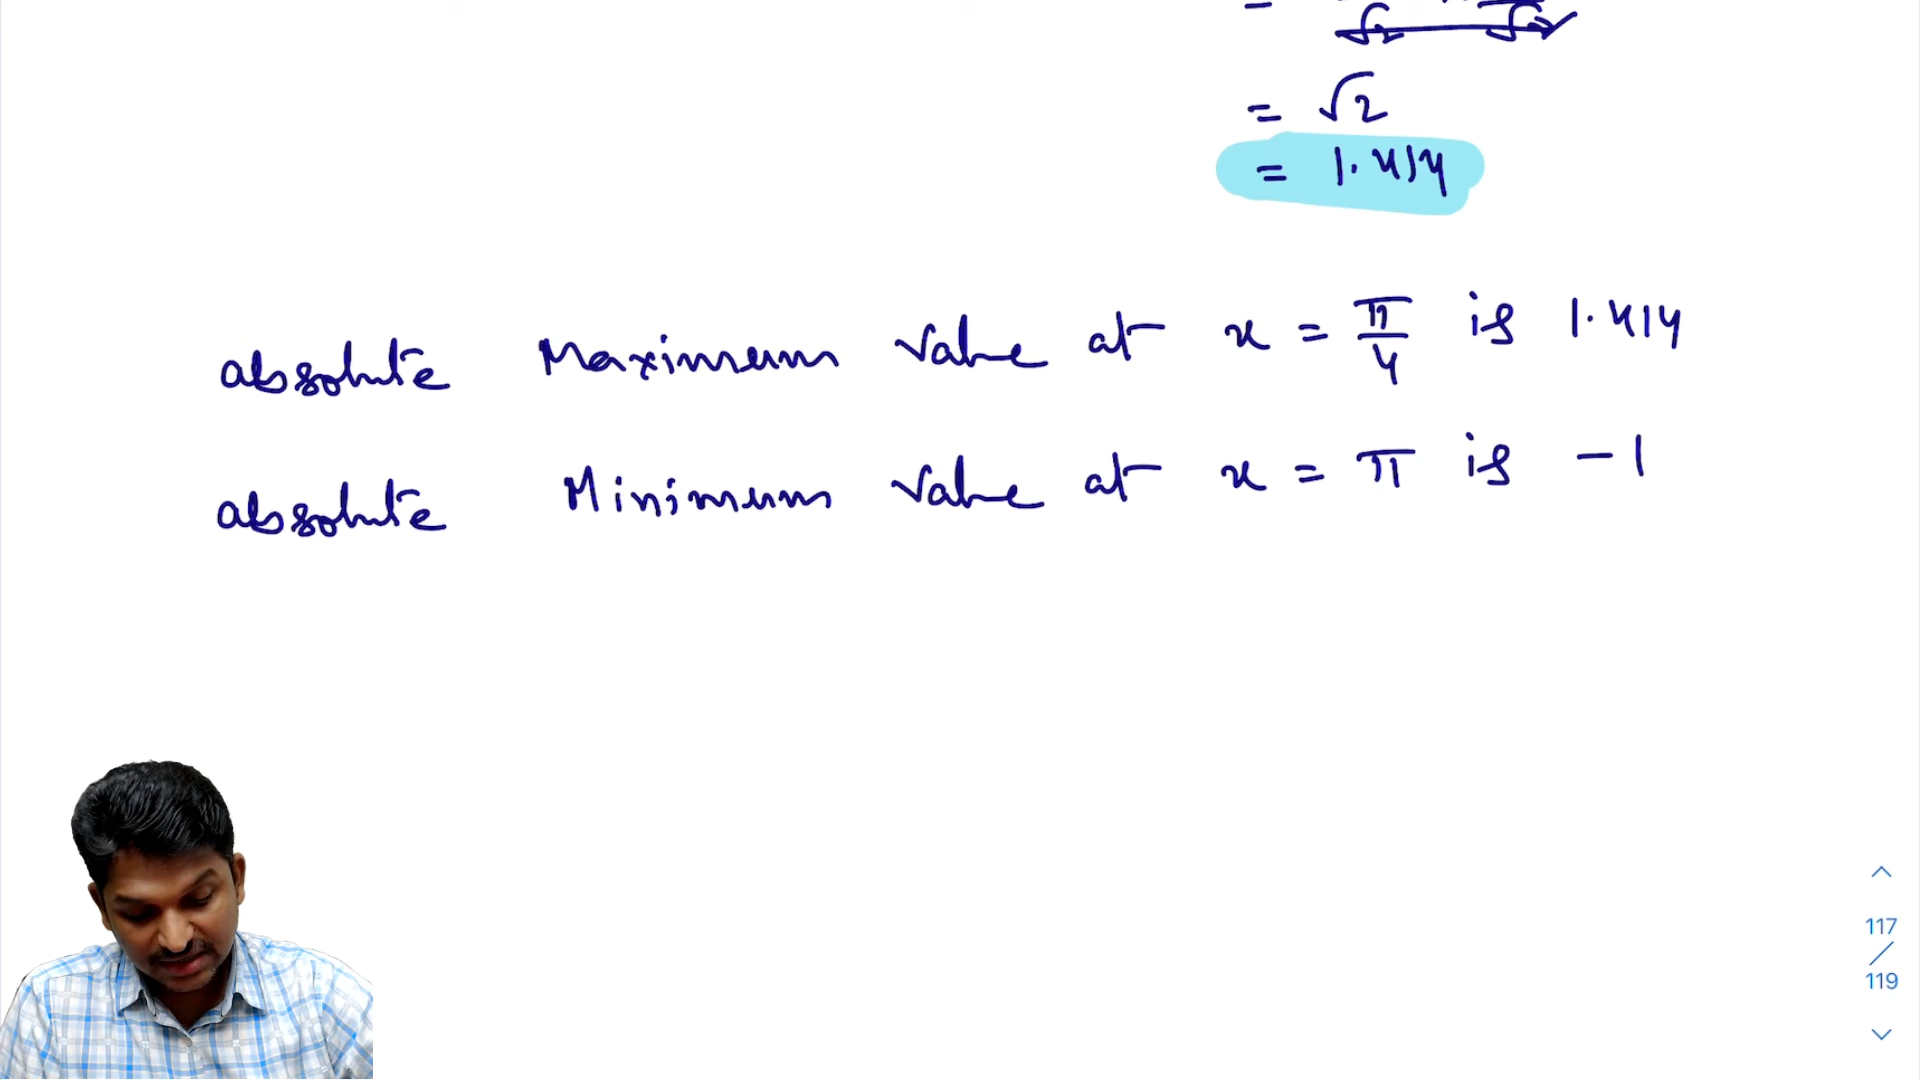 = √2
= 1.414
absolute Maximum value at x = π/4 is 1.414
absolute Minimum value at x = π is -1
117
/
119